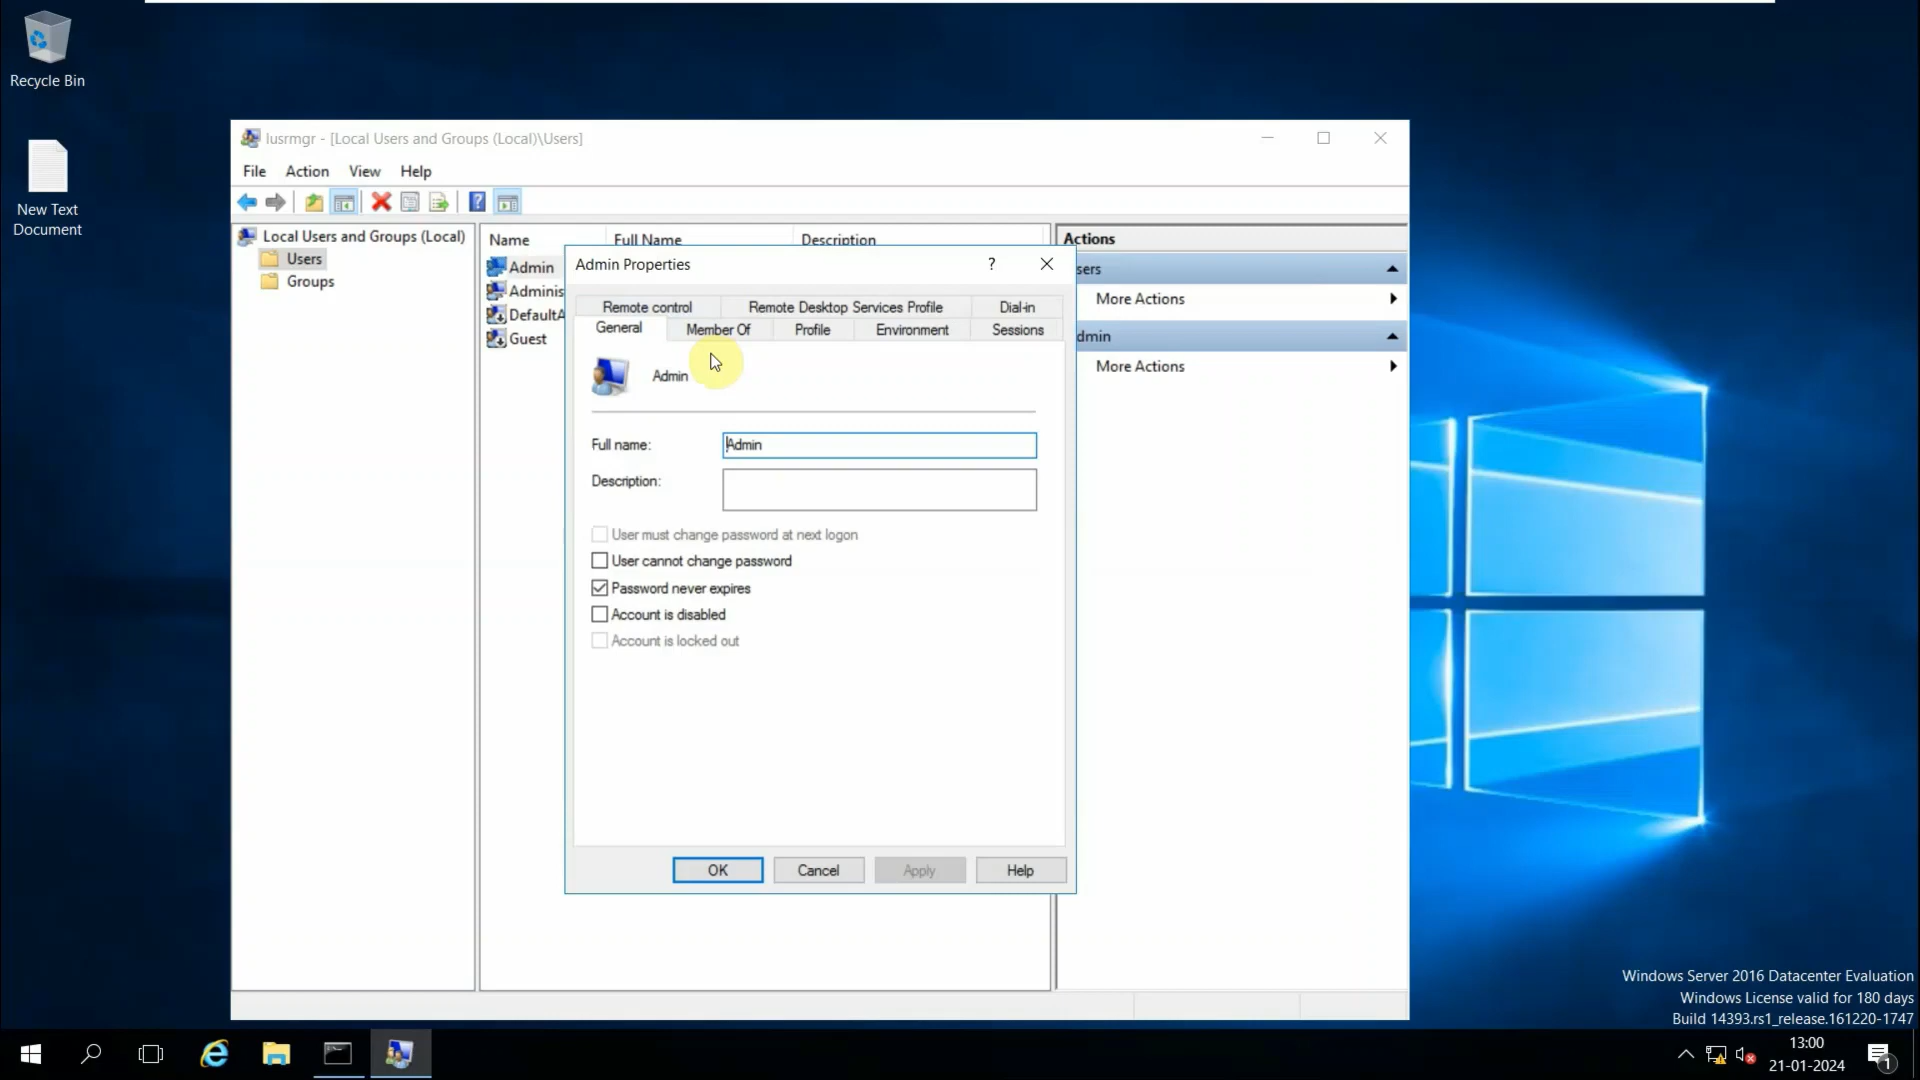 Recycle Bin
New Text
Document
lusrmgr - [Local Users and Groups (Local)\Users]
File Action View Help
Local Users and Groups (Local)
Users
Groups
Name Full Name Description
Admin
Adminis
DefaultA
Guest
Actions
sers
More Actions
dmin
More Actions
Admin Properties
?
Remote control Remote Desktop Services Profile Dial-in
General Member Of Profile Environment Sessions
Admin
Full name: Admin
Description:
User must change password at next logon
User cannot change password
Password never expires
Account is disabled
Account is locked out
OK Cancel Apply Help
Windows Server 2016 Datacenter Evaluation
Windows License valid for 180 days
Build 14393.rs1_release.161220-1747
13:00
21-01-2024
1